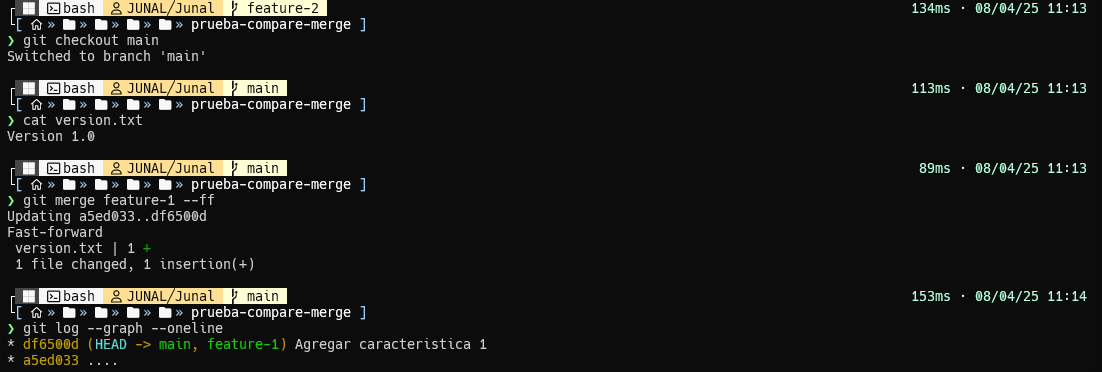 bash JUNAL/Junal feature-2 134ms · 08/04/25 11:13
[ » » » » » prueba-compare-merge ]
❯ git checkout main
Switched to branch 'main'
bash JUNAL/Junal main 113ms · 08/04/25 11:13
[ » » » » » prueba-compare-merge ]
❯ cat version.txt
Version 1.0
bash JUNAL/Junal main 89ms · 08/04/25 11:13
[ » » » » » prueba-compare-merge ]
❯ git merge feature-1 --ff
Updating a5ed033..df6500d
Fast-forward
version.txt | 1 +
1 file changed, 1 insertion(+)
bash JUNAL/Junal main 153ms · 08/04/25 11:14
[ » » » » » prueba-compare-merge ]
❯ git log --graph --oneline
* df6500d (HEAD -> main, feature-1) Agregar caracteristica 1
* a5ed033 ....